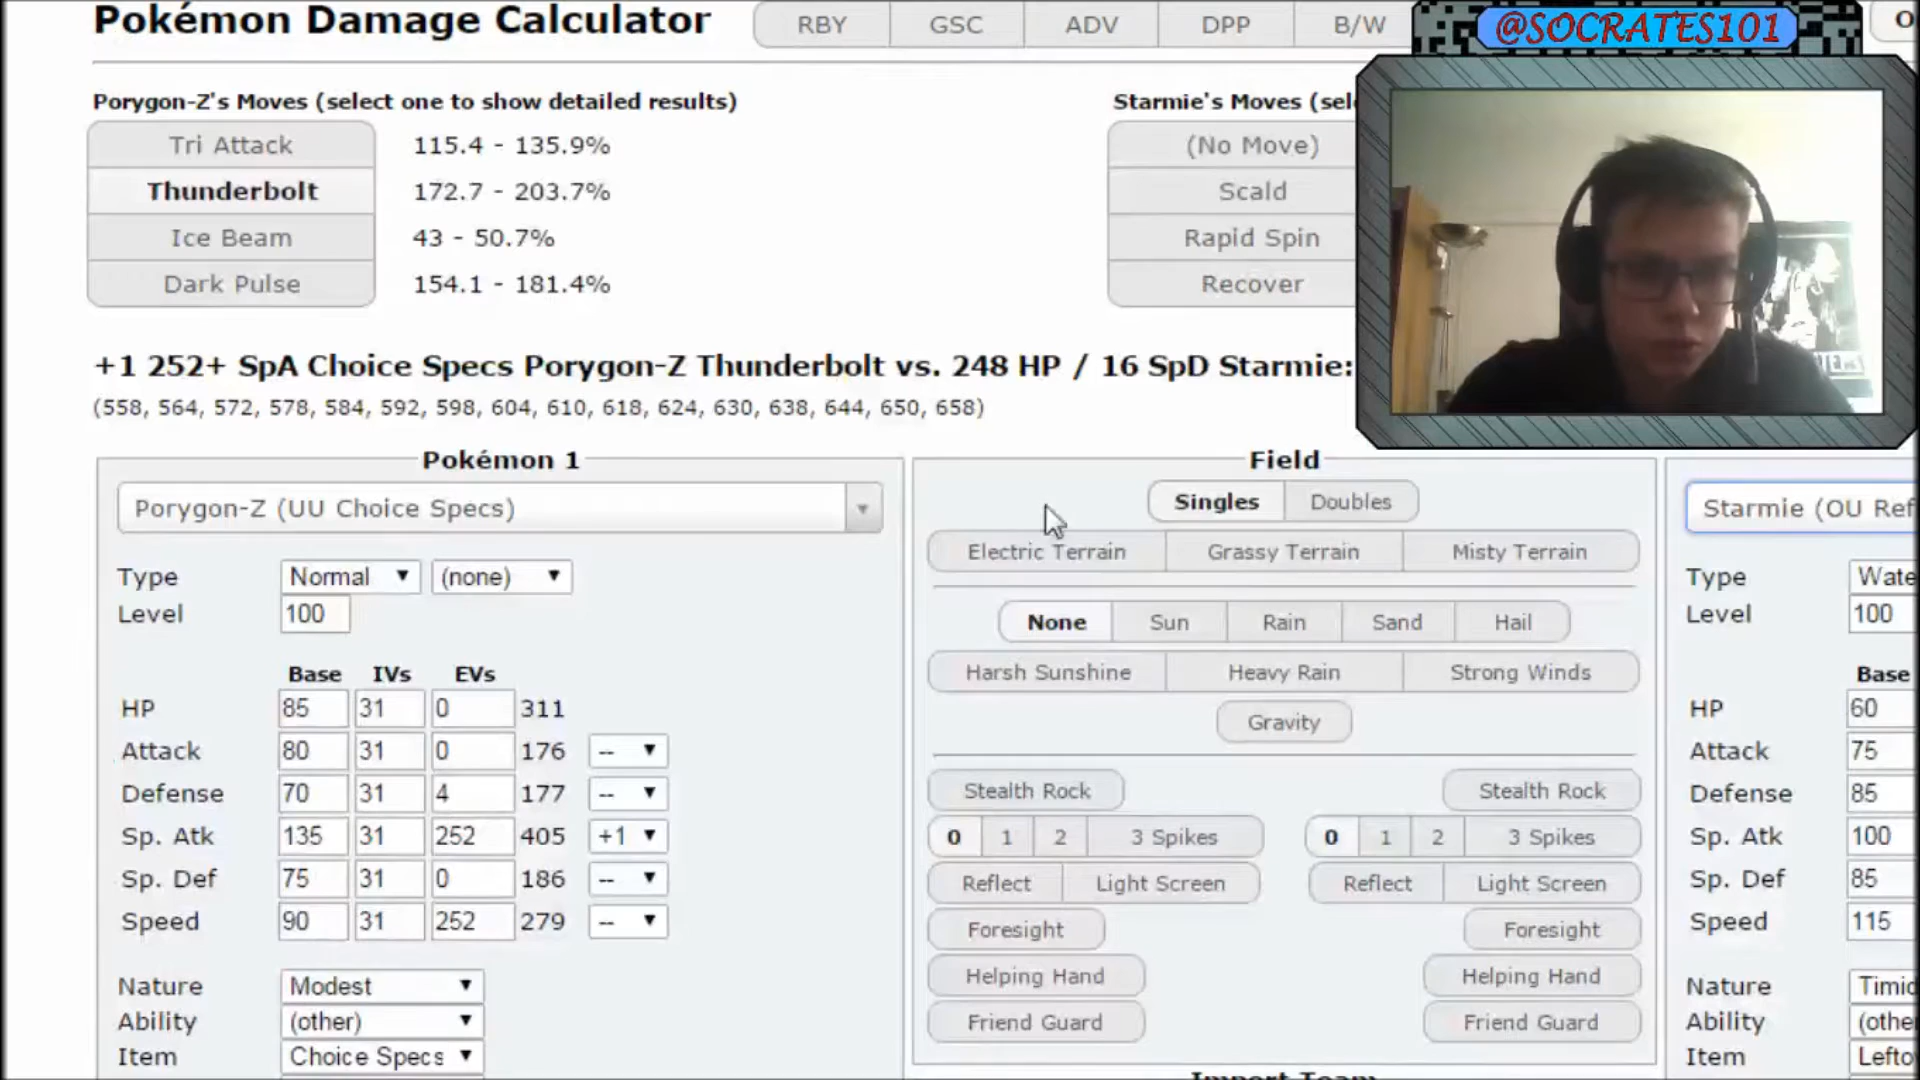 Pokémon Damage Calculator
RBY GSC ADV DPP B/W
@SOCRATES101
Porygon-Z's Moves (select one to show detailed results)
Tri Attack 115.4 - 135.9%
Thunderbolt 172.7 - 203.7%
Ice Beam 43 - 50.7%
Dark Pulse 154.1 - 181.4%
Starmie's Moves (sel
(No Move)
Scald
Rapid Spin
Recover
+1 252+ SpA Choice Specs Porygon-Z Thunderbolt vs. 248 HP / 16 SpD Starmie:
(558, 564, 572, 578, 584, 592, 598, 604, 610, 618, 624, 630, 638, 644, 650, 658)
Pokémon 1
Porygon-Z (UU Choice Specs)
Type Normal (none)
Level 100
Base IVs EVs
HP 85 31 0 311
Attack 80 31 0 176 --
Defense 70 31 4 177 --
Sp. Atk 135 31 252 405 +1
Sp. Def 75 31 0 186 --
Speed 90 31 252 279 --
Nature Modest
Ability (other)
Item Choice Specs
Field
Singles Doubles
Electric Terrain Grassy Terrain Misty Terrain
None Sun Rain Sand Hail
Harsh Sunshine Heavy Rain Strong Winds
Gravity
Stealth Rock Stealth Rock
0 1 2 3 Spikes 0 1 2 3 Spikes
Reflect Light Screen Reflect Light Screen
Foresight Foresight
Helping Hand Helping Hand
Friend Guard Friend Guard
Import Team
Starmie (OU Ref
Type Wate
Level 100
Base
HP 60
Attack 75
Defense 85
Sp. Atk 100
Sp. Def 85
Speed 115
Nature Timid
Ability (othe
Item Lefto